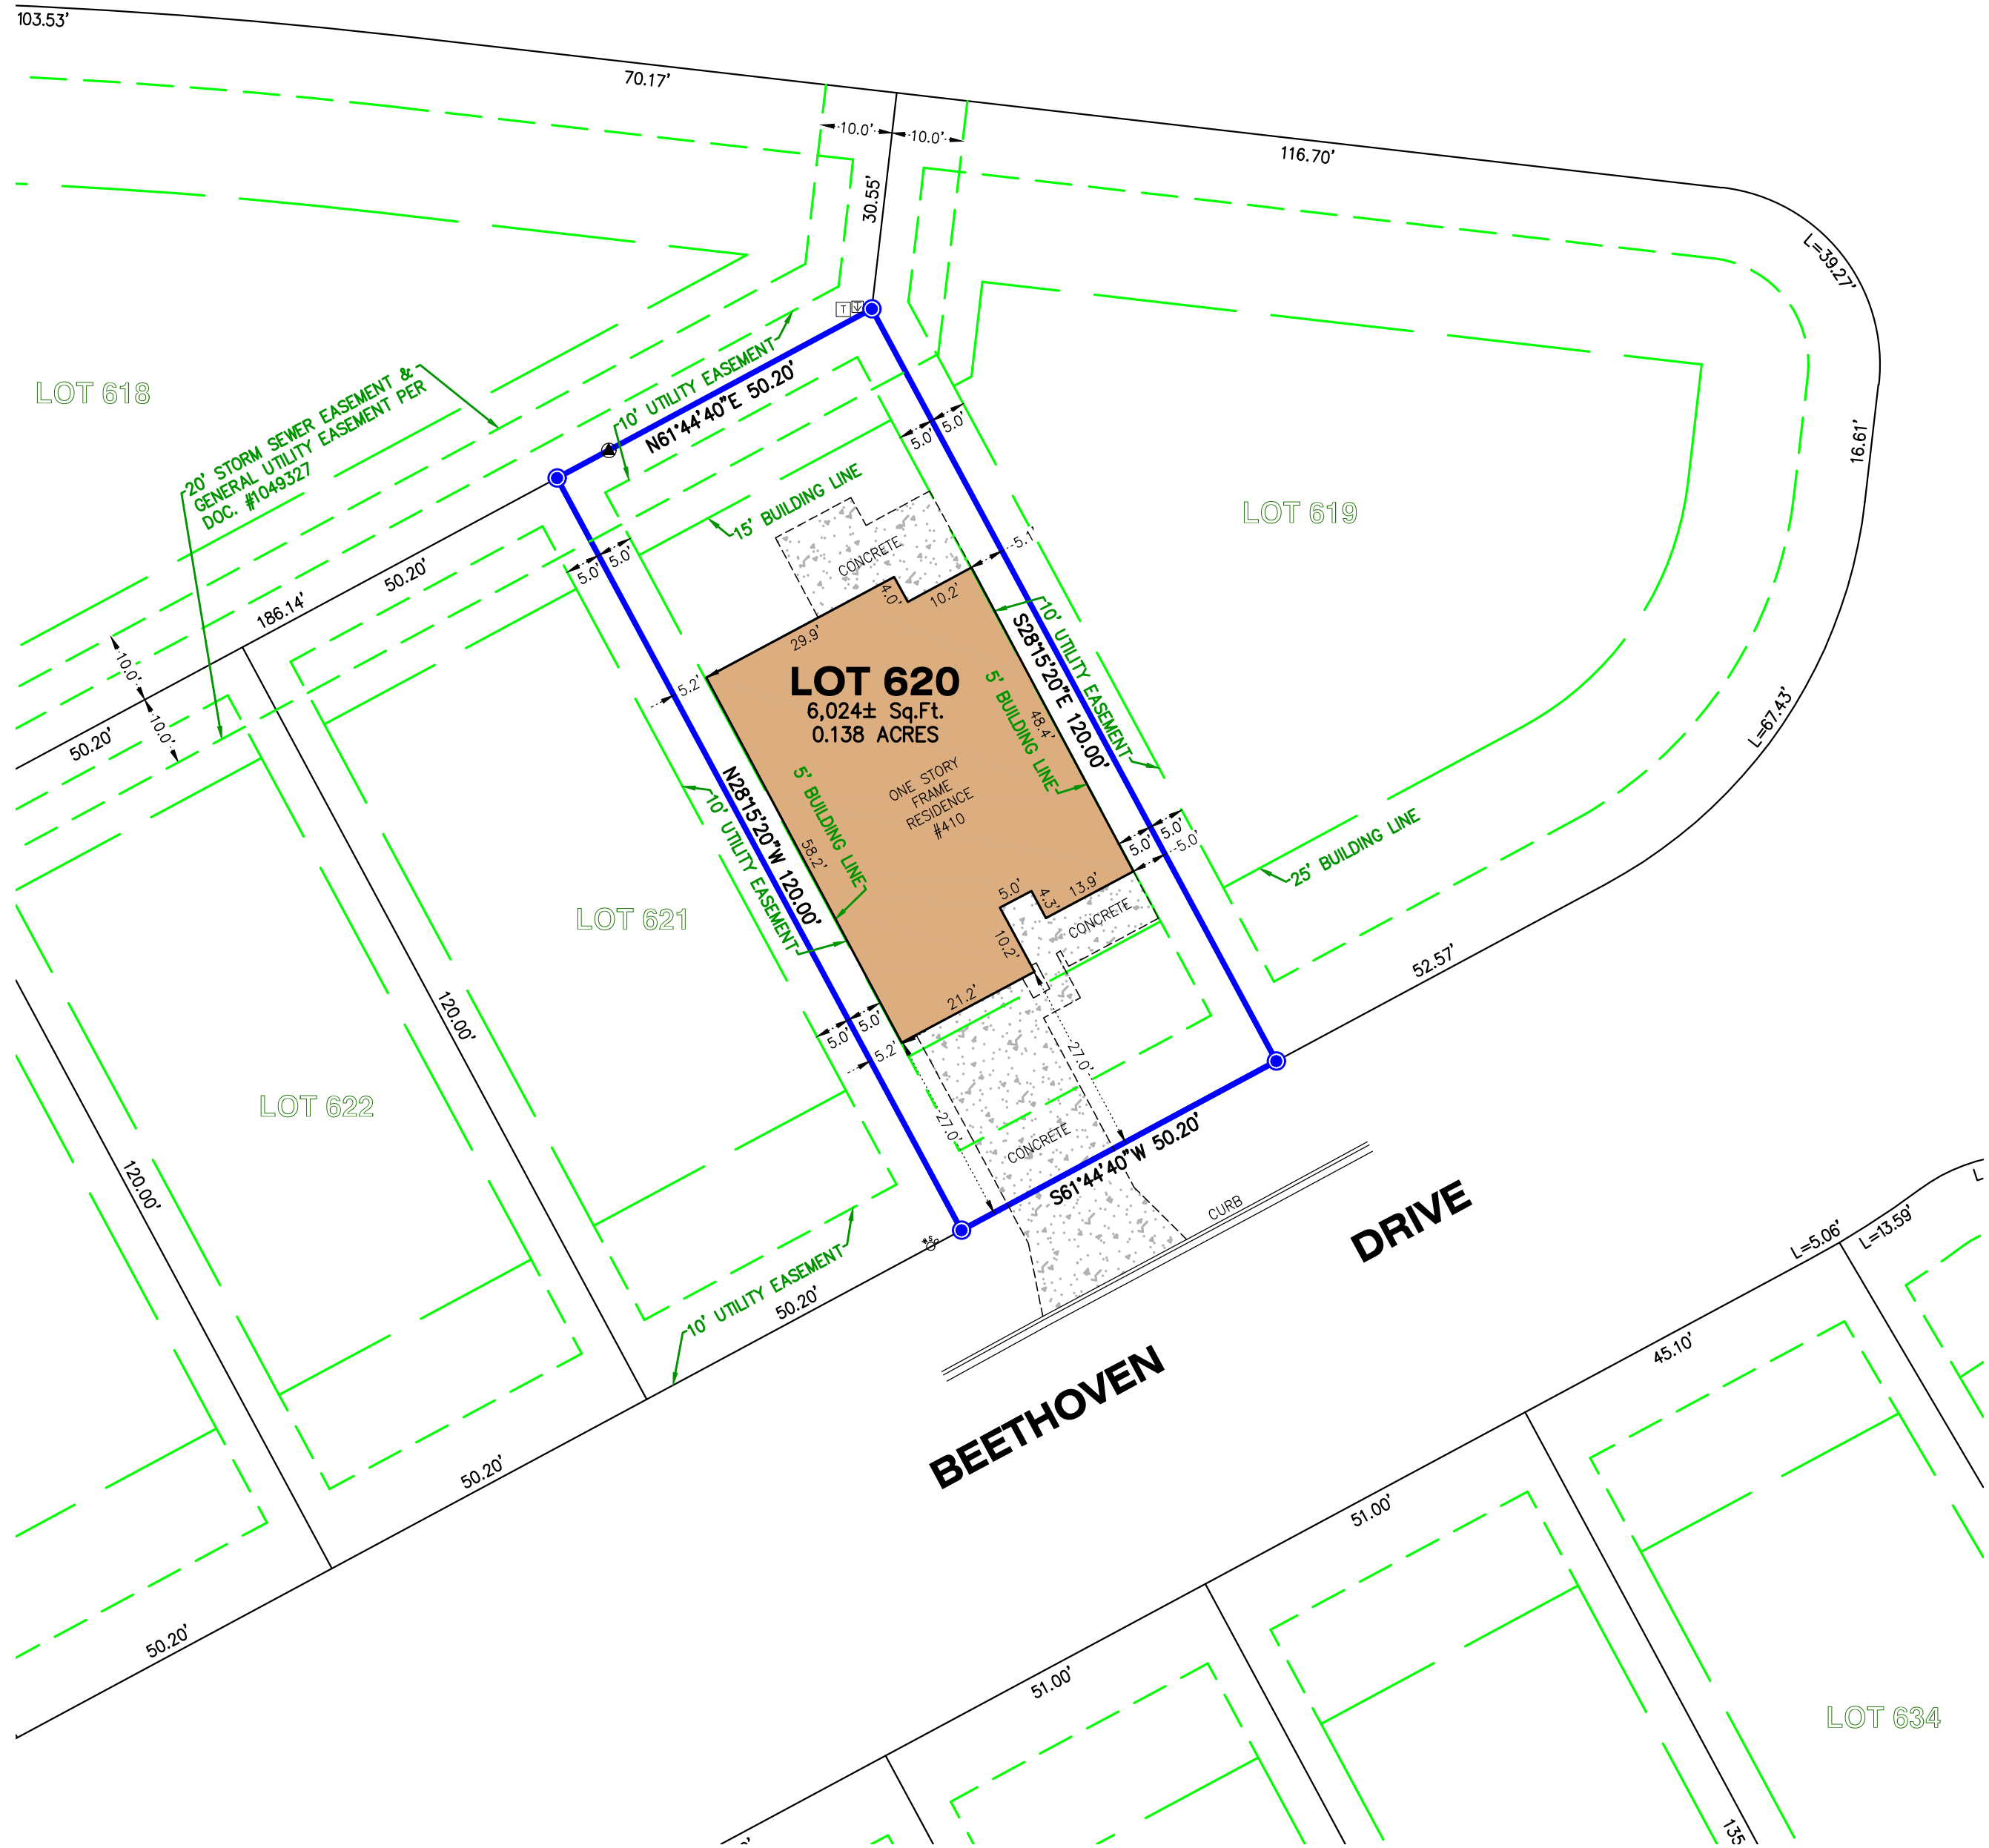 103.53'
70.17'
10.0'
10.0'
116.70'
30.55'
L=39.27'
T
LOT 618
20' STORM SEWER EASEMENT &
GENERAL UTILITY EASEMENT PER
DOC. #1049327
10' UTILITY EASEMENT
N61°44'40"E 50.20'
5.0'
5.0'
16.61'
LOT 619
15' BUILDING LINE
CONCRETE
5.1'
5.0'
5.0'
50.20'
186.14'
4.0'
10.2'
29.9'
10' UTILITY EASEMENT
S28°15'20"E 120.00'
10.0'
10.0'
50.20'
5.2'
LOT 620
6,024± Sq.Ft.
0.138 ACRES
5' BUILDING LINE
48.4'
L=67.43'
ONE STORY
FRAME
RESIDENCE
#410
5' BUILDING LINE
58.2'
N28°15'20"W 120.00'
10' UTILITY EASEMENT
5.0'
5.0'
5.0'
25' BUILDING LINE
5.0'
4.3'
13.9'
CONCRETE
10.2'
LOT 621
52.57'
21.2'
5.0'
5.0'
5.2'
27.0'
27.0'
120.00'
LOT 622
CONCRETE
S61°44'40"W 50.20'
120.00'
CURB
DRIVE
BEETHOVEN
10' UTILITY EASEMENT
50.20'
50.20'
50.20'
L=5.06'
L=13.59'
L
45.10'
51.00'
51.00'
LOT 634
135